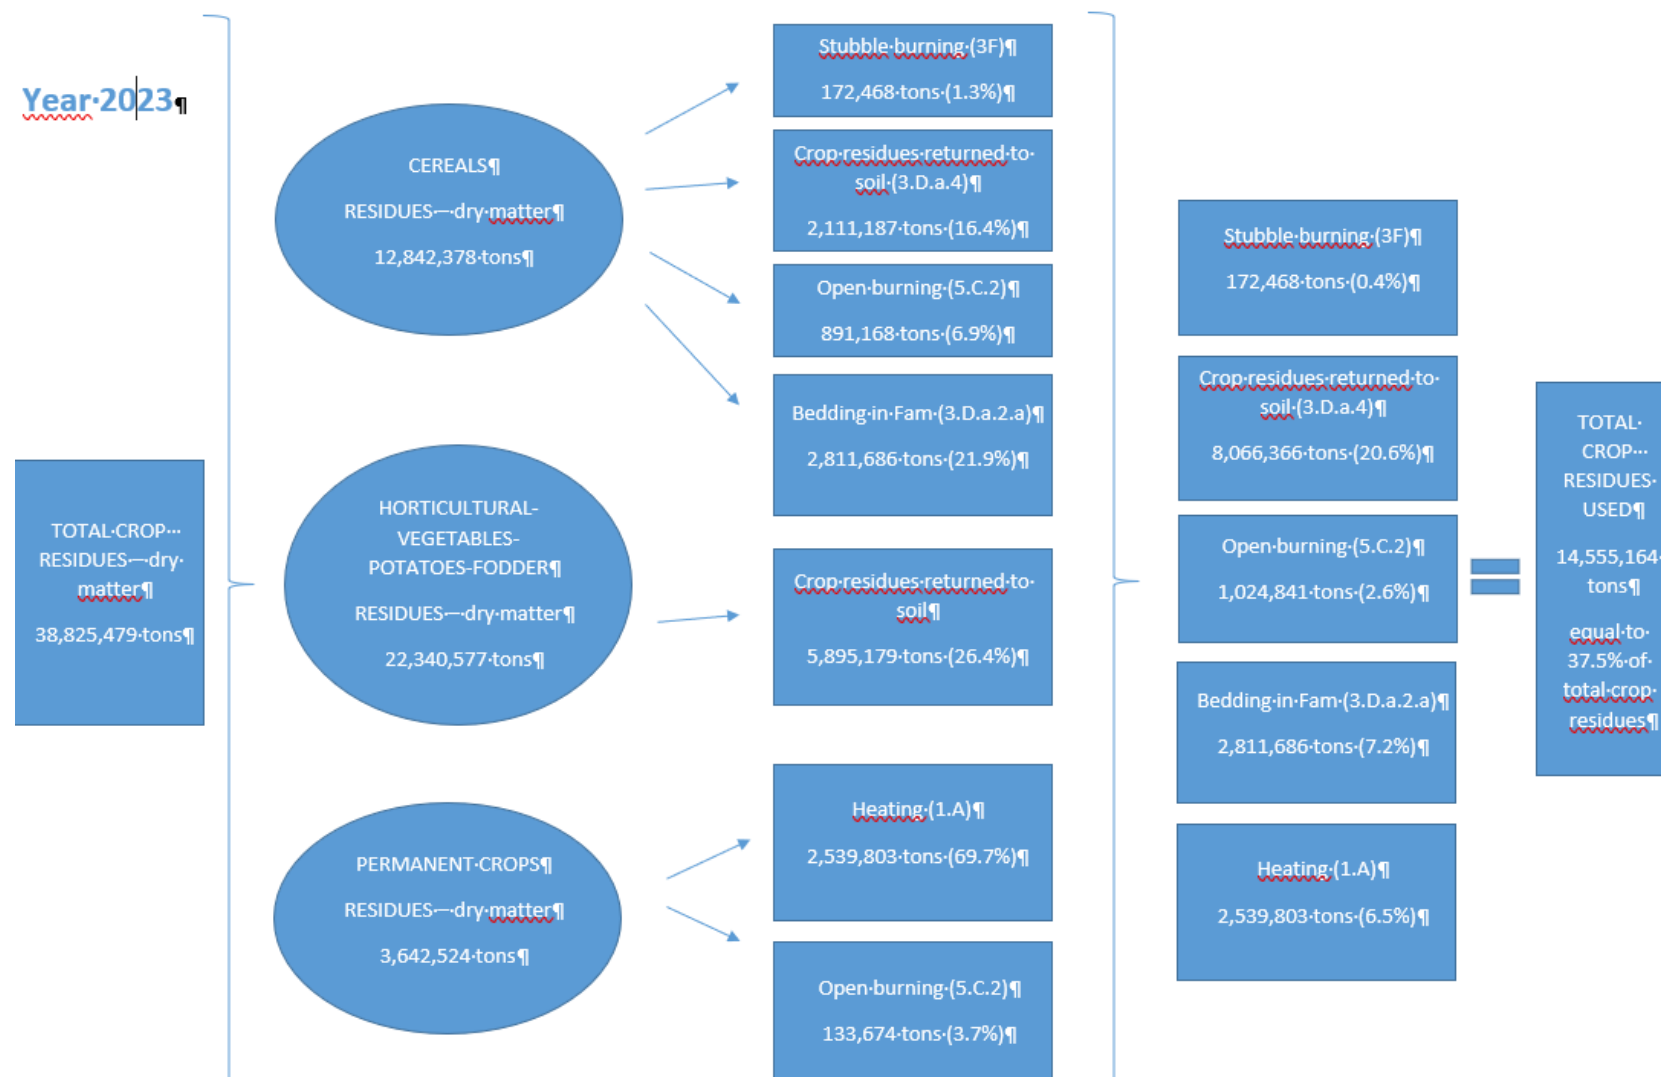 Year·2023¶
TOTAL·CROP···
RESIDUES·–·dry·
matter¶
38,825,479·tons¶
CEREALS¶
RESIDUES·–·dry·matter¶
12,842,378·tons¶
HORTICULTURAL-
VEGETABLES-
POTATOES-FODDER¶
RESIDUES·–·dry·matter¶
22,340,577·tons¶
PERMANENT·CROPS¶
RESIDUES·–·dry·matter¶
3,642,524·tons¶
Stubble·burning·(3F)¶
172,468·tons·(1.3%)¶
Crop·residues·returned·to·
soil·(3.D.a.4)¶
2,111,187·tons·(16.4%)¶
Open·burning·(5.C.2)¶
891,168·tons·(6.9%)¶
Bedding·in·Fam·(3.D.a.2.a)¶
2,811,686·tons·(21.9%)¶
Crop·residues·returned·to·
soil¶
5,895,179·tons·(26.4%)¶
Heating·(1.A)¶
2,539,803·tons·(69.7%)¶
Open·burning·(5.C.2)¶
133,674·tons·(3.7%)¶
Stubble·burning·(3F)¶
172,468·tons·(0.4%)¶
Crop·residues·returned·to·
soil·(3.D.a.4)¶
8,066,366·tons·(20.6%)¶
Open·burning·(5.C.2)¶
1,024,841·tons·(2.6%)¶
Bedding·in·Fam·(3.D.a.2.a)¶
2,811,686·tons·(7.2%)¶
Heating·(1.A)¶
2,539,803·tons·(6.5%)¶
TOTAL·
CROP···
RESIDUES·
USED¶
14,555,164·
tons¶
equal·to·
37.5%·of·
total·crop·
residues¶